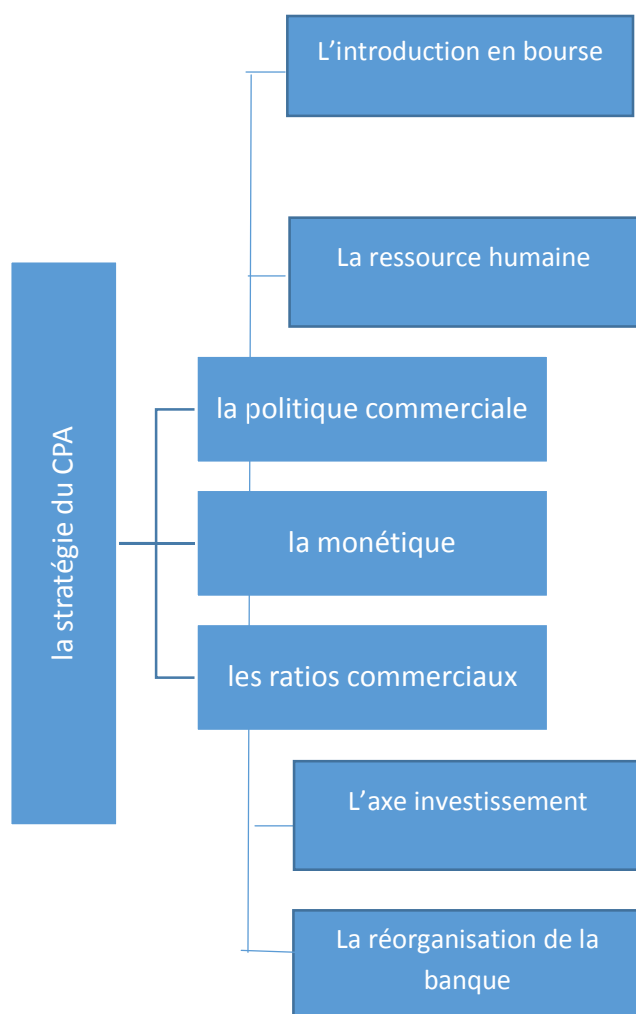 L’introduction en bourse
La ressource humaine
la stratégie du CPA
la politique commerciale
la monétique
les ratios commerciaux
L’axe investissement
La réorganisation de la
banque